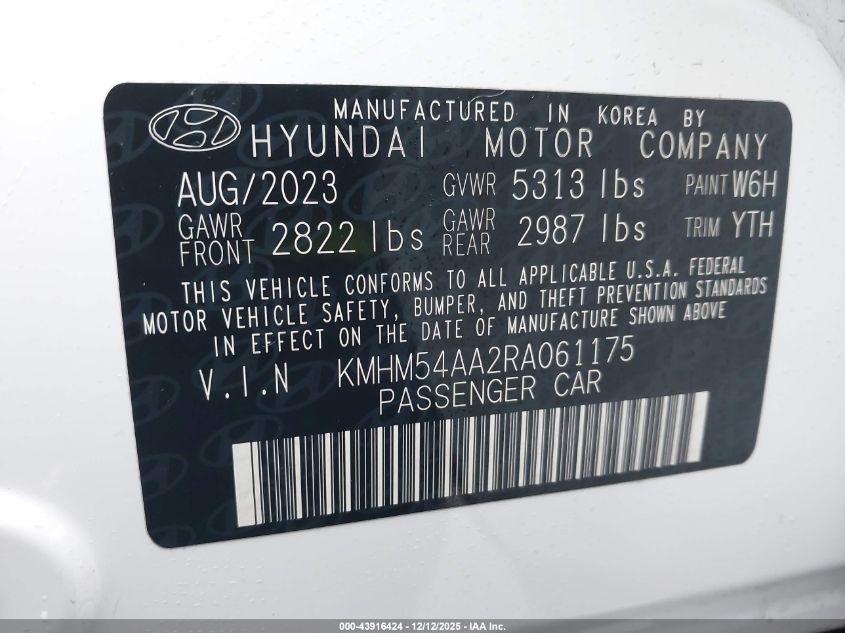 MANUFACTURED IN KOREA BY
HYUNDAI MOTOR COMPANY
AUG/2023 GVWR 5313 lbs PAINT W6H
GAWR FRONT 2822 lbs GAWR REAR 2987 lbs TRIM YTH
THIS VEHICLE CONFORMS TO ALL APPLICABLE U.S.A. FEDERAL
MOTOR VEHICLE SAFETY, BUMPER, AND THEFT PREVENTION STANDARDS
IN EFFECT ON THE DATE OF MANUFACTURE SHOWN ABOVE
V.I.N KMHM54AA2RA061175
PASSENGER CAR
000-43916424 - 12/12/2025 - IAA Inc.